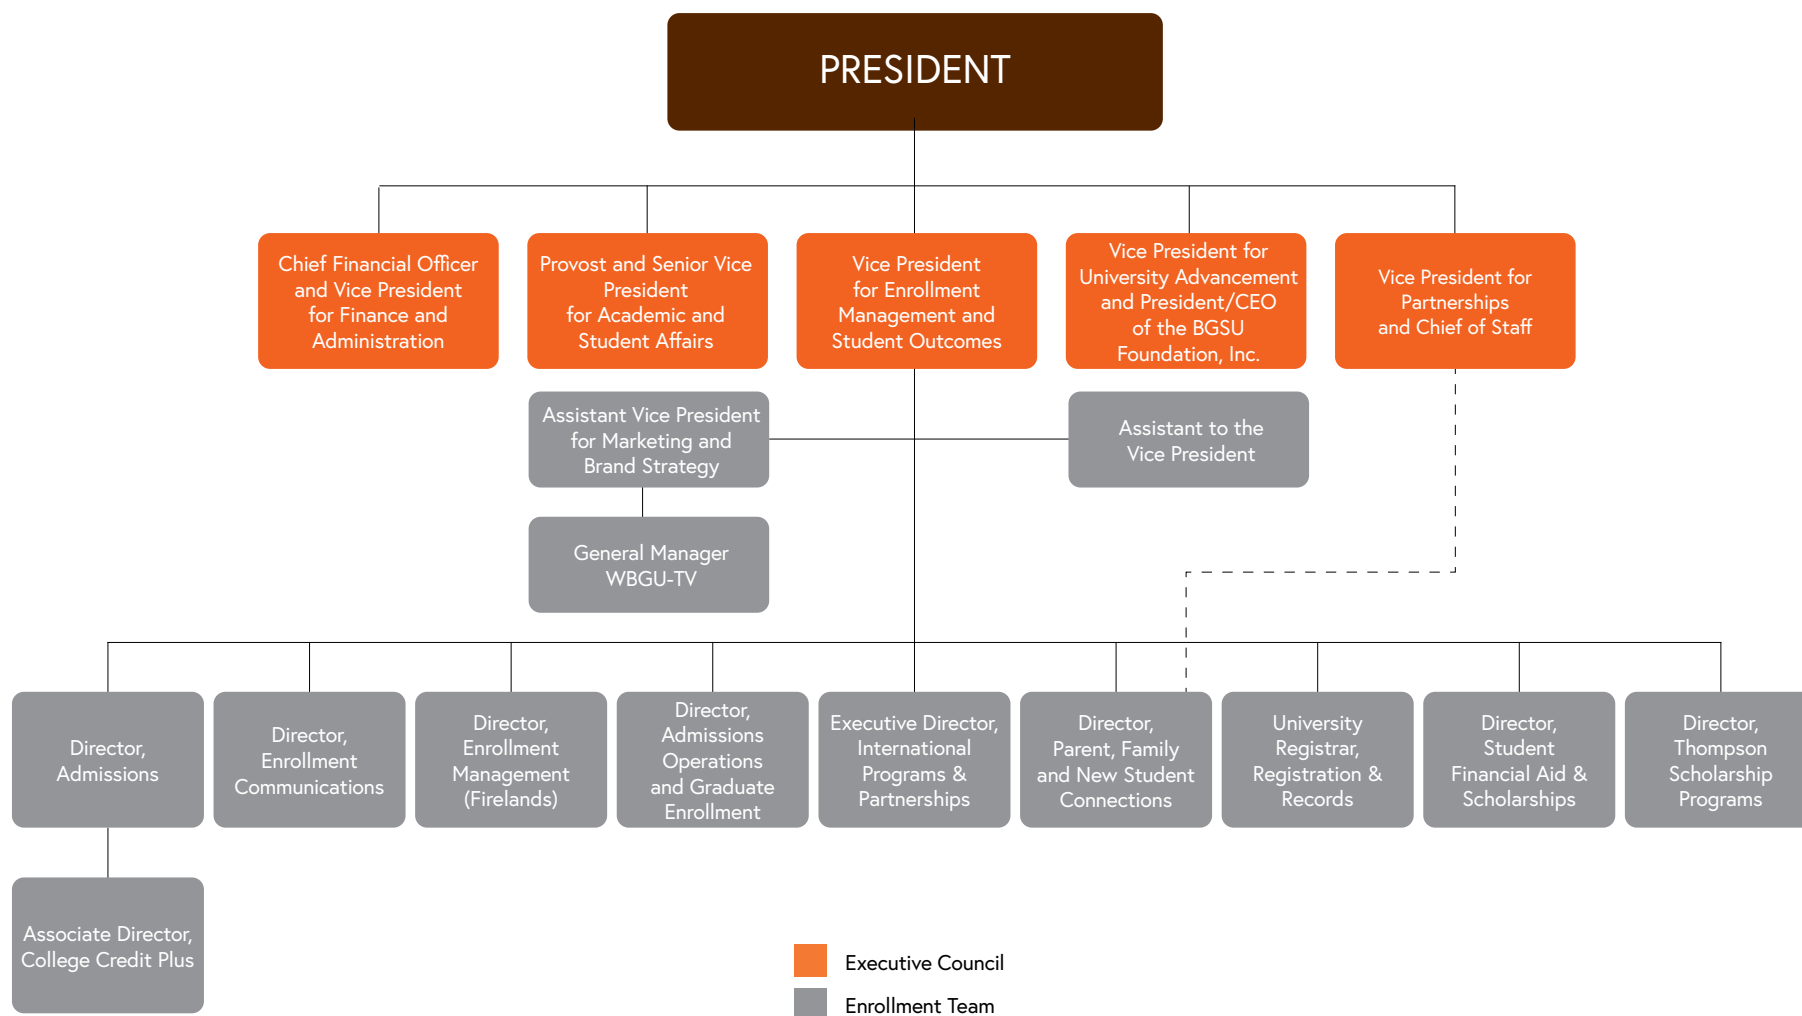 PRESIDENT
Chief Financial Officer
and Vice President
for Finance and
Administration
Provost and Senior Vice
President
for Academic and
Student Affairs
Vice President
for Enrollment
Management and
Student Outcomes
Vice President for
University Advancement
and President/CEO
of the BGSU
Foundation, Inc.
Vice President for
Partnerships
and Chief of Staff
Assistant Vice President
for Marketing and
Brand Strategy
Assistant to the
Vice President
General Manager
WBGU-TV
Director,
Admissions
Director,
Enrollment
Communications
Director,
Enrollment
Management
(Firelands)
Director,
Admissions
Operations
and Graduate
Enrollment
Executive Director,
International
Programs &
Partnerships
Director,
Parent, Family
and New Student
Connections
University
Registrar,
Registration &
Records
Director,
Student
Financial Aid &
Scholarships
Director,
Thompson
Scholarship
Programs
Associate Director,
College Credit Plus
Executive Council
Enrollment Team